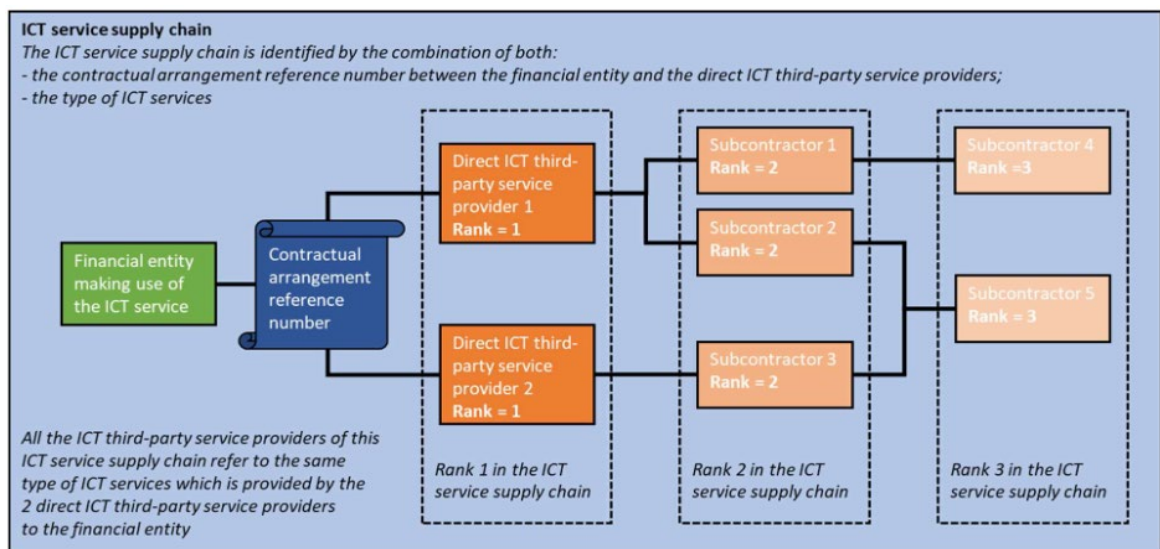 ICT service supply chain
The ICT service supply chain is identified by the combination of both:
- the contractual arrangement reference number between the financial entity and the direct ICT third-party service providers;
- the type of ICT services
Financial entity
making use of
the ICT service
Contractual
arrangement
reference
number
Direct ICT third-
party service
provider 1
Rank = 1
Direct ICT third-
party service
provider 2
Rank = 1
Subcontractor 1
Rank = 2
Subcontractor 2
Rank = 2
Subcontractor 3
Rank = 2
Subcontractor 4
Rank =3
Subcontractor 5
Rank = 3
All the ICT third-party service providers of this
ICT service supply chain refer to the same
type of ICT services which is provided by the
2 direct ICT third-party service providers
to the financial entity
Rank 1 in the ICT
service supply chain
Rank 2 in the ICT
service supply chain
Rank 3 in the ICT
service supply chain